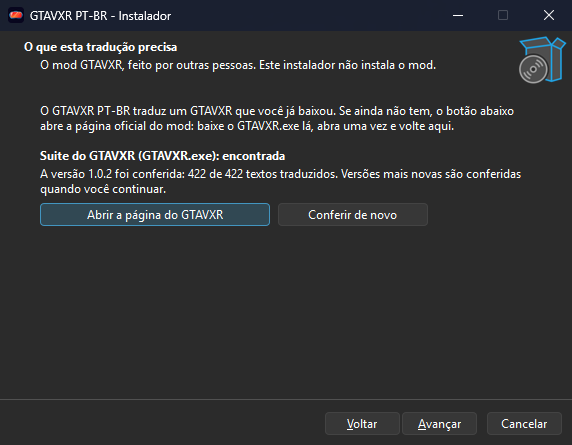 GTAVXR PT-BR - Instalador
O que esta tradução precisa
O mod GTAVXR, feito por outras pessoas. Este instalador não instala o mod.
O GTAVXR PT-BR traduz um GTAVXR que você já baixou. Se ainda não tem, o botão abaixo
abre a página oficial do mod: baixe o GTAVXR.exe lá, abra uma vez e volte aqui.
Suite do GTAVXR (GTAVXR.exe): encontrada
A versão 1.0.2 foi conferida: 422 de 422 textos traduzidos. Versões mais novas são conferidas
quando você continuar.
Abrir a página do GTAVXR
Conferir de novo
Voltar
Avançar
Cancelar